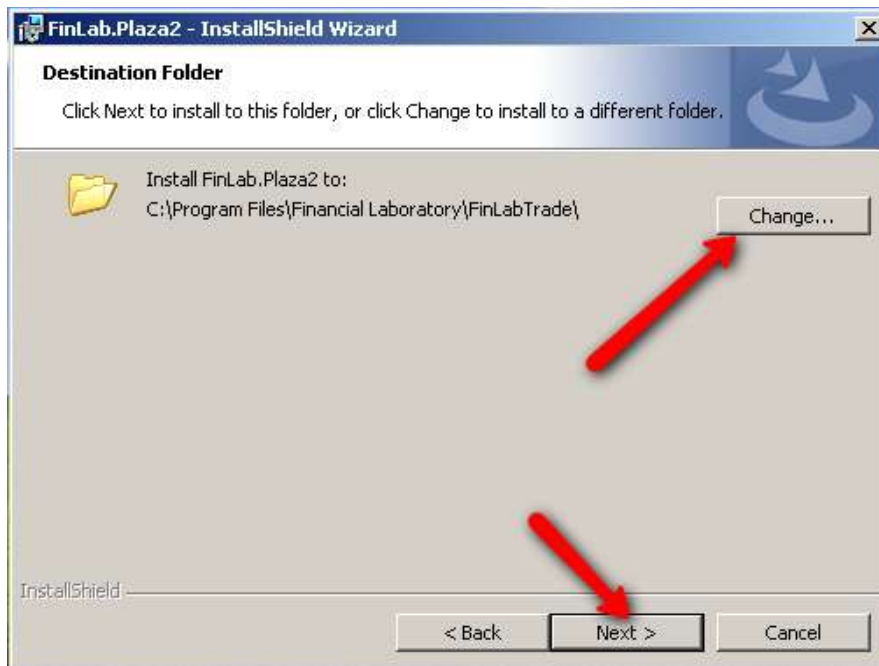 FinLab.Plaza2 - InstallShield Wizard
Destination Folder
Click Next to install to this folder, or click Change to install to a different folder.
Install FinLab.Plaza2 to:
C:\Program Files\Financial Laboratory\FinLabTrade\
Change...
InstallShield
< Back
Next >
Cancel